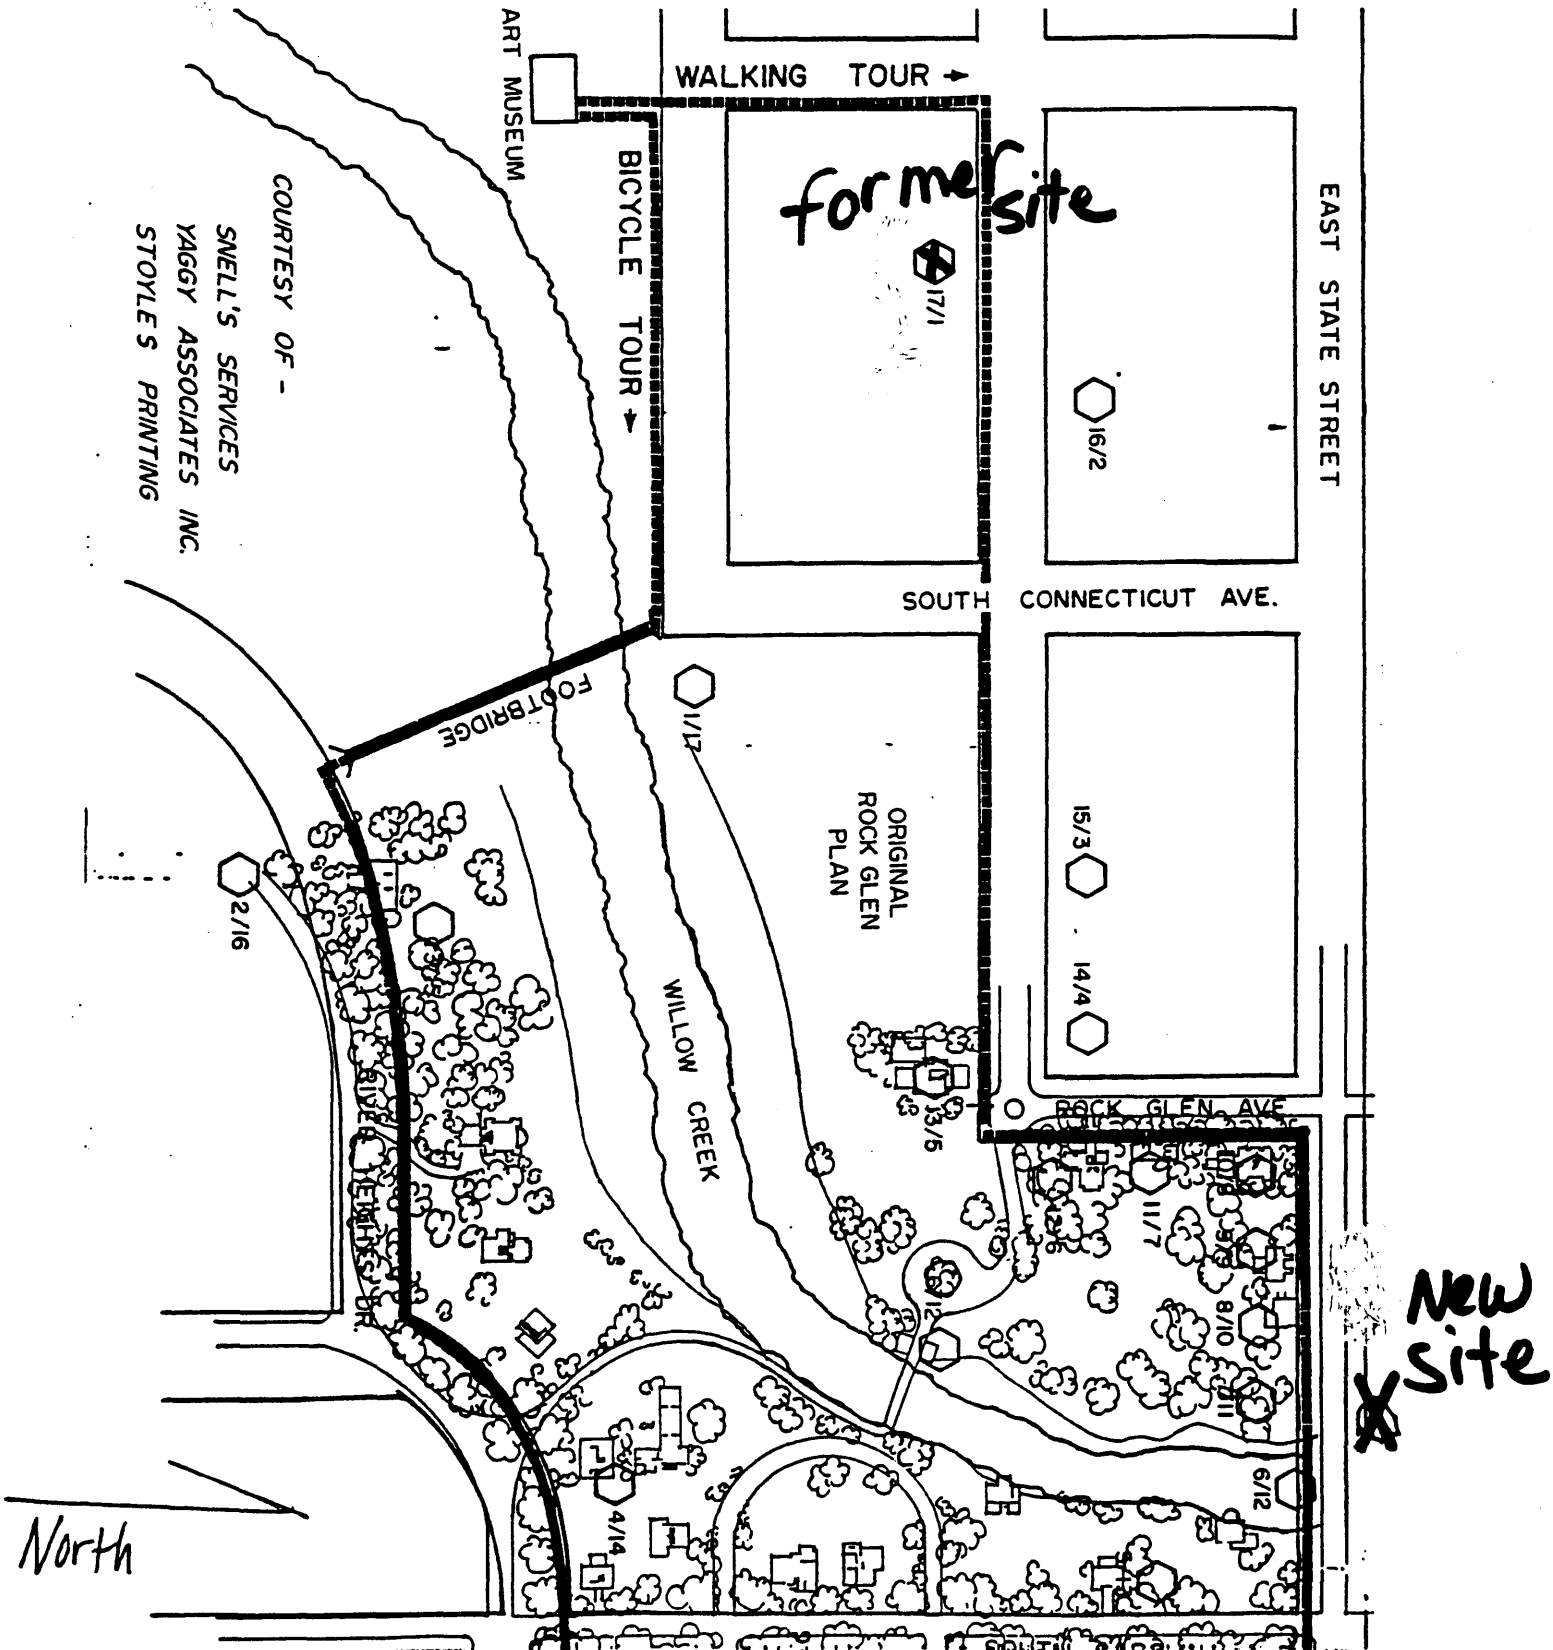 ART MUSEUM
WALKING TOUR →
BICYCLE TOUR →
former
site
17/1
16/2
EAST STATE STREET
COURTESY OF -
SNELL'S SERVICES
YAGGY ASSOCIATES INC.
STOYLES PRINTING
SOUTH CONNECTICUT AVE.
FOOTBRIDGE
1/17
ORIGINAL
ROCK GLEN
PLAN
15/3
14/4
2/16
WILLOW CREEK
13/5
ROCK GLEN AVE
11/7
8/10
New
site
6/12
4/14
North